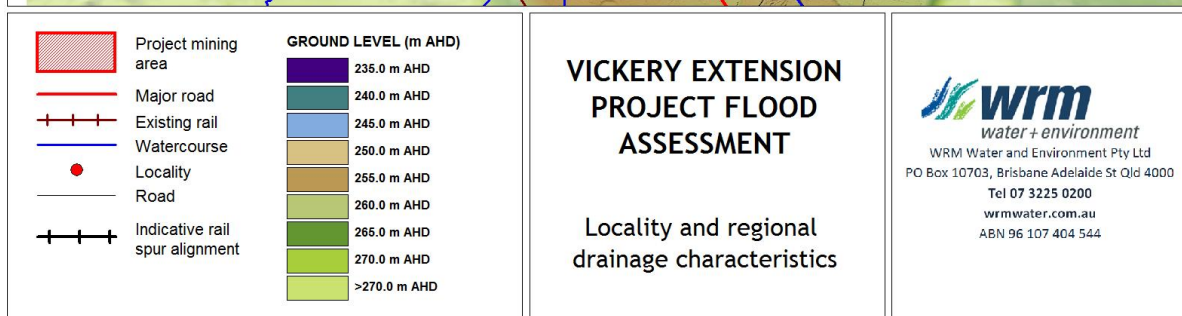 Project mining
area
Major road
Existing rail
Watercourse
Locality
Road
Indicative rail
spur alignment
GROUND LEVEL (m AHD)
235.0 m AHD
240.0 m AHD
245.0 m AHD
250.0 m AHD
255.0 m AHD
260.0 m AHD
265.0 m AHD
270.0 m AHD
>270.0 m AHD
VICKERY EXTENSION
PROJECT FLOOD
ASSESSMENT
Locality and regional
drainage characteristics
wrm
water + environment
WRM Water and Environment Pty Ltd
PO Box 10703, Brisbane Adelaide St Qld 4000
Tel 07 3225 0200
wrmwater.com.au
ABN 96 107 404 544